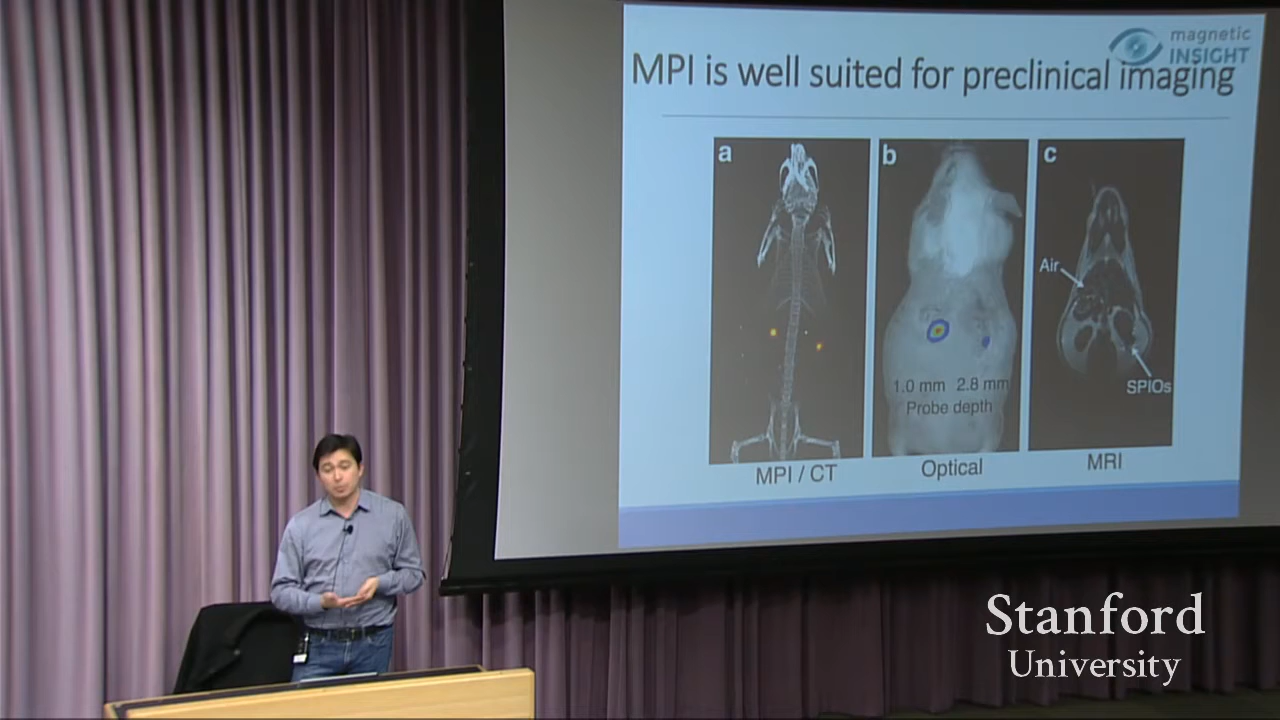 magnetic
INSIGHT
MPI is well suited for preclinical imaging
a
b
c
Air
1.0 mm 2.8 mm
Probe depth
SPIOs
MPI / CT
Optical
MRI
Stanford
University